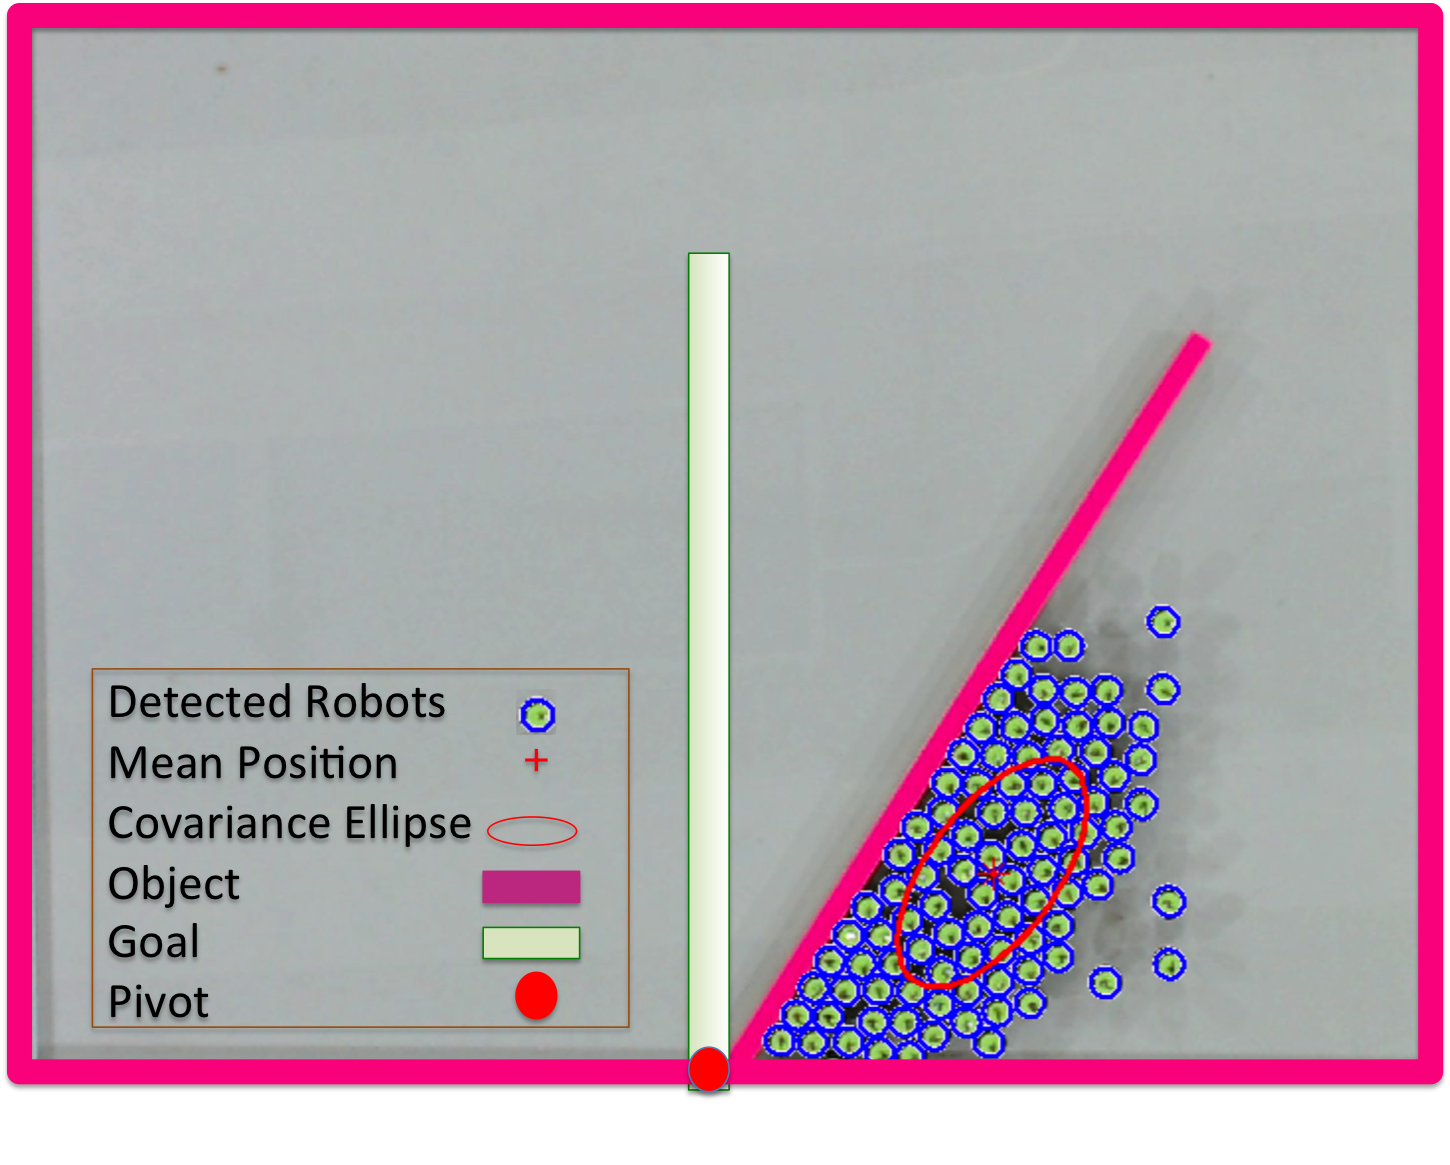 Detected Robots
Mean Position
Covariance Ellipse
Object
Goal
Pivot